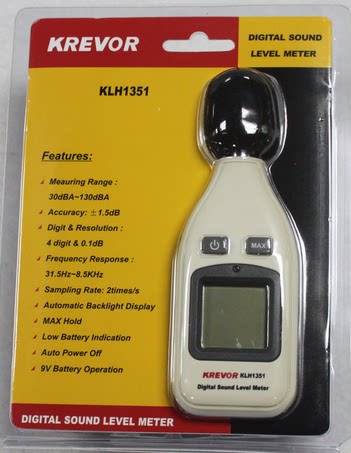 KREVOR
DIGITAL SOUND
LEVEL METER
KLH1351
Features:
Meauring Range :
30dBA~130dBA
Accuracy: ±1.5dB
Digit & Resolution :
4 digit & 0.1dB
Frequency Response :
31.5Hz~8.5KHz
Sampling Rate: 2times/s
Automatic Backlight Display
MAX Hold
Low Battery Indication
Auto Power Off
9V Battery Operation
MAX
KREVOR KLH1351
Digital Sound Level Meter
DIGITAL SOUND LEVEL METER